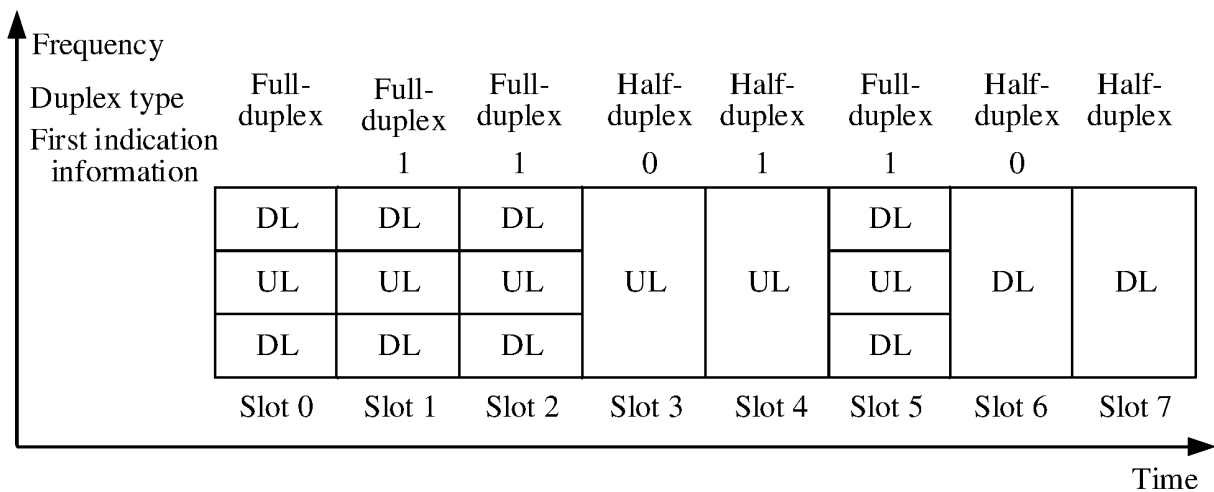 Frequency
Duplex type
Full-
duplex
Full-
duplex
Full-
duplex
Half-
duplex
Half-
duplex
Full-
duplex
Half-
duplex
Half-
duplex
First indication
information
1 1 0 1 1 0
DL DL DL DL
UL UL UL UL UL UL DL DL
DL DL DL DL
Slot 0 Slot 1 Slot 2 Slot 3 Slot 4 Slot 5 Slot 6 Slot 7
Time